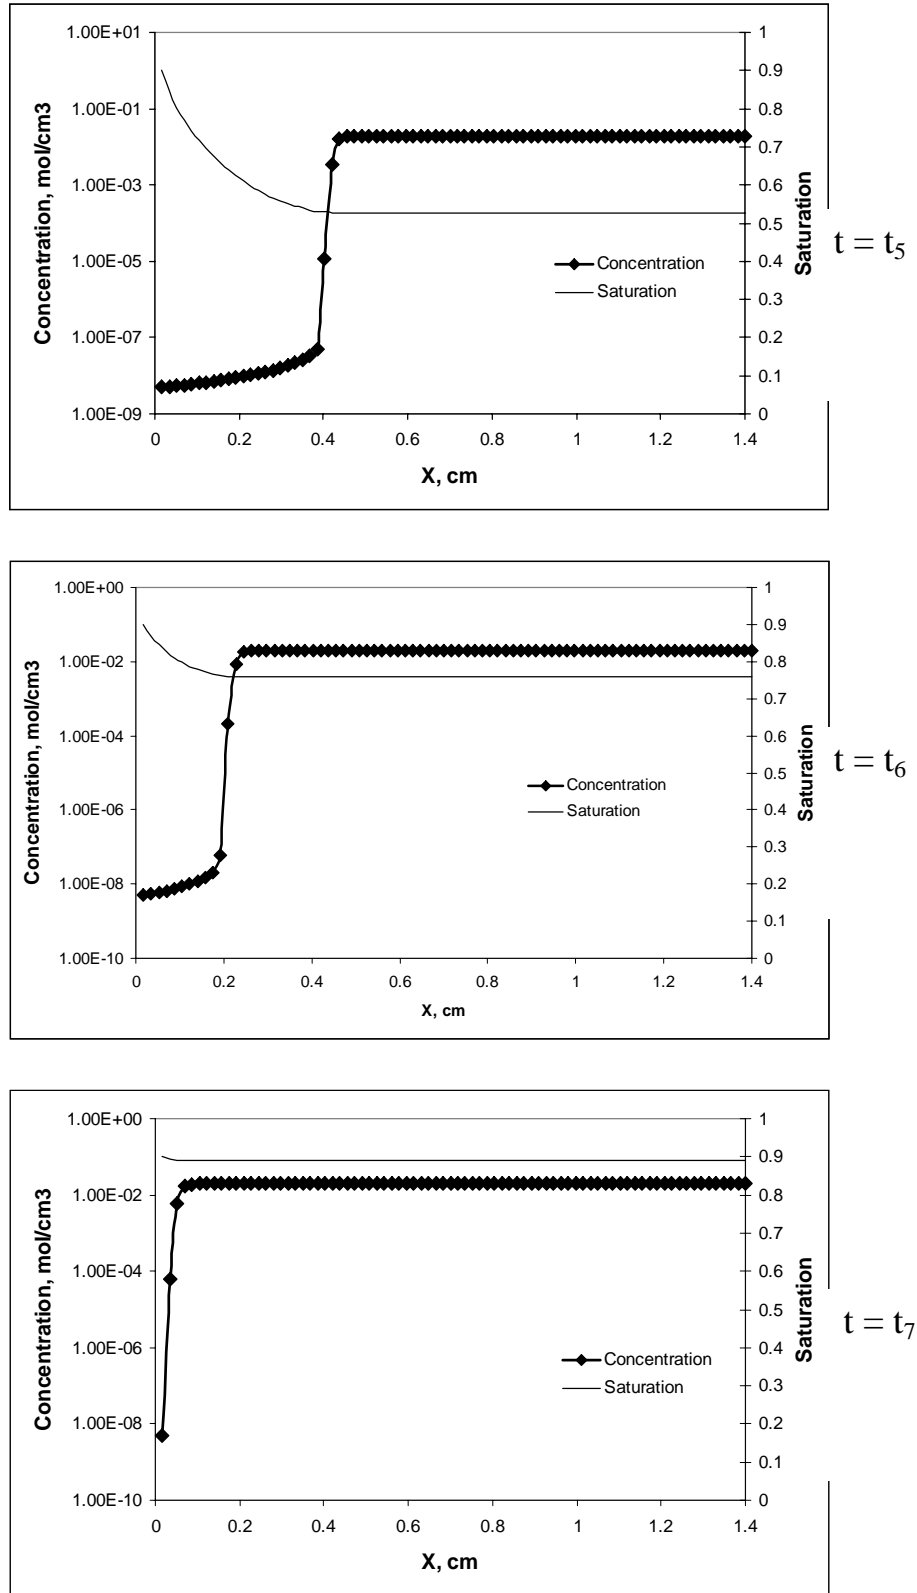 1.00E+01
1.00E-01
1.00E-03
1.00E-05
1.00E-07
1.00E-09
Concentration, mol/cm3
0 0.2 0.4 0.6 0.8 1 1.2 1.4
X, cm
1
0.9
0.8
0.7
0.6
0.5
0.4
0.3
0.2
0.1
0
Saturation
Concentration
Saturation
t = t5
1.00E+00
1.00E-02
1.00E-04
1.00E-06
1.00E-08
1.00E-10
Concentration, mol/cm3
0 0.2 0.4 0.6 0.8 1 1.2 1.4
X, cm
1
0.9
0.8
0.7
0.6
0.5
0.4
0.3
0.2
0.1
0
Saturation
Concentration
Saturation
t = t6
1.00E+00
1.00E-02
1.00E-04
1.00E-06
1.00E-08
1.00E-10
Concentration, mol/cm3
0 0.2 0.4 0.6 0.8 1 1.2 1.4
X, cm
1
0.9
0.8
0.7
0.6
0.5
0.4
0.3
0.2
0.1
0
Saturation
Concentration
Saturation
t = t7